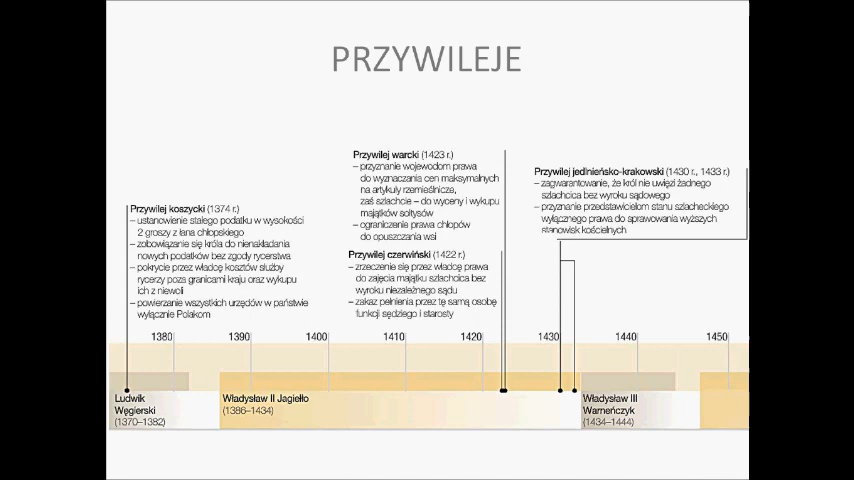 PRZYWILEJE
Przywilej warcki (1423 r.)
– przyznanie wojewodom prawa
do wyznaczania cen maksymalnych
na artykuły rzemieślnicze,
zaś szlachcie – do wyceny i wykupu
majątków sołtysów
– ograniczenie prawa chłopów
do opuszczania wsi
Przywilej jedlnieńsko-krakowski (1430 r., 1433 r.)
– zagwarantowanie, że król nie uwięzi żadnego
szlachcica bez wyroku sądowego
– przyznanie przedstawicielom stanu szlacheckiego
wyłącznego prawa do sprawowania wyższych
stanowisk kościelnych
Przywilej koszycki (1374 r.)
– ustanowienie stałego podatku w wysokości
2 groszy z łana chłopskiego
– zobowiązanie się króla do nienakładania
nowych podatków bez zgody rycerstwa
– pokrycie przez władcę kosztów służby
rycerzy poza granicami kraju oraz wykupu
ich z niewoli
– powierzanie wszystkich urzędów w państwie
wyłącznie Polakom
Przywilej czerwiński (1422 r.)
– zrzeczenie się przez władcę prawa
do zajęcia majątku szlachcica bez
wyroku niezależnego sądu
– zakaz pełnienia przez tę samą osobę
funkcji sędziego i starosty
1380 1390 1400 1410 1420 1430 1440 1450
Ludwik
Węgierski
(1370–1382)
Władysław II Jagiełło
(1386–1434)
Władysław III
Warneńczyk
(1434–1444)